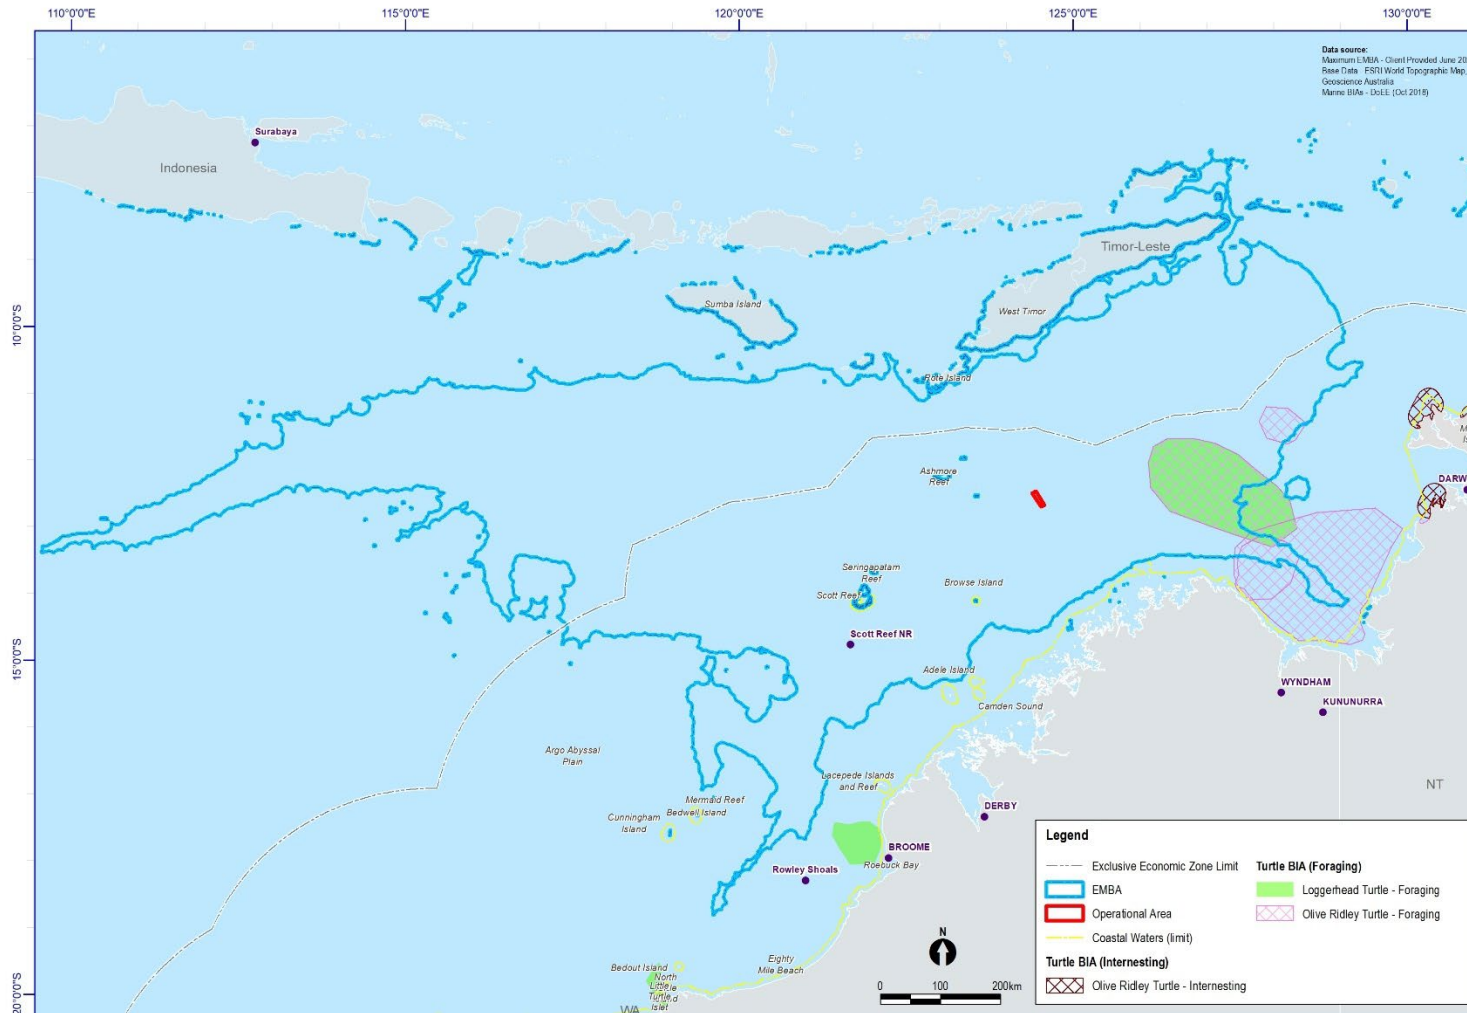 110°0'0"E
115°0'0"E
120°0'0"E
125°0'0"E
130°0'0"E
Data source:
Maximum EMBA - Client Provided June 20
Base Data - ESRI World Topographic Map,
Geoscience Australia
Marine BIAs - DoEE (Oct 2018)
Surabaya
Indonesia
Timor-Leste
Sumba Island
West Timor
10°0'0"S
Rote Island
Ashmore
Reef
DARW
Seringapatam
Reef
Scott Reef
Browse Island
Scott Reef NR
15°0'0"S
Adele Island
Camden Sound
WYNDHAM
KUNUNURRA
Argo Abyssal
Plain
Lacepede Islands
and Reef
NT
Mermaid Reef
Bedwell Island
Cunningham
Island
DERBY
BROOME
Roebuck Bay
Rowley Shoals
Eighty
Mile Beach
Bedout Island
North
Turtle
Islet
WA
20°0'0"S
N
0 100 200km
Legend
Exclusive Economic Zone Limit
EMBA
Operational Area
Coastal Waters (limit)
Turtle BIA (Internesting)
Olive Ridley Turtle - Internesting
Turtle BIA (Foraging)
Loggerhead Turtle - Foraging
Olive Ridley Turtle - Foraging